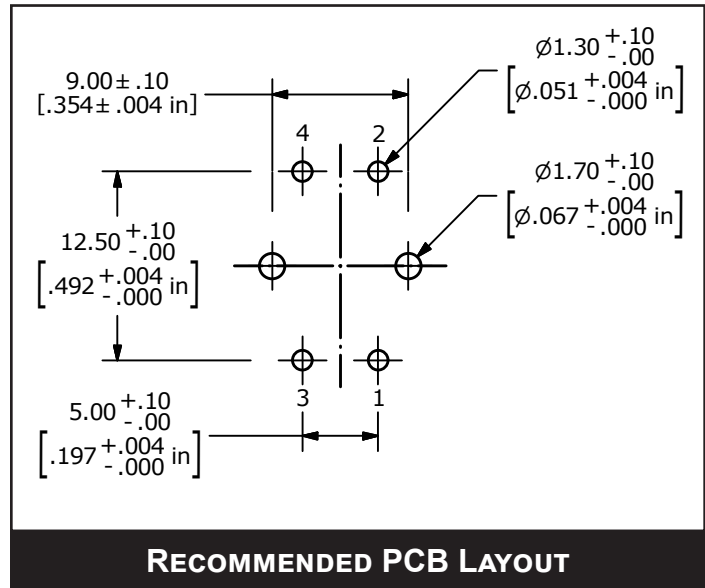 9.00± .10
[.354± .004 in]
Ø1.30 +.10 -.00
[Ø.051 +.004 -.000 in]
4 2
Ø1.70 +.10 -.00
[Ø.067 +.004 -.000 in]
12.50 +.10 -.00
[.492 +.004 -.000 in]
3 1
5.00 +.10 -.00
[.197 +.004 -.000 in]
RECOMMENDED PCB LAYOUT